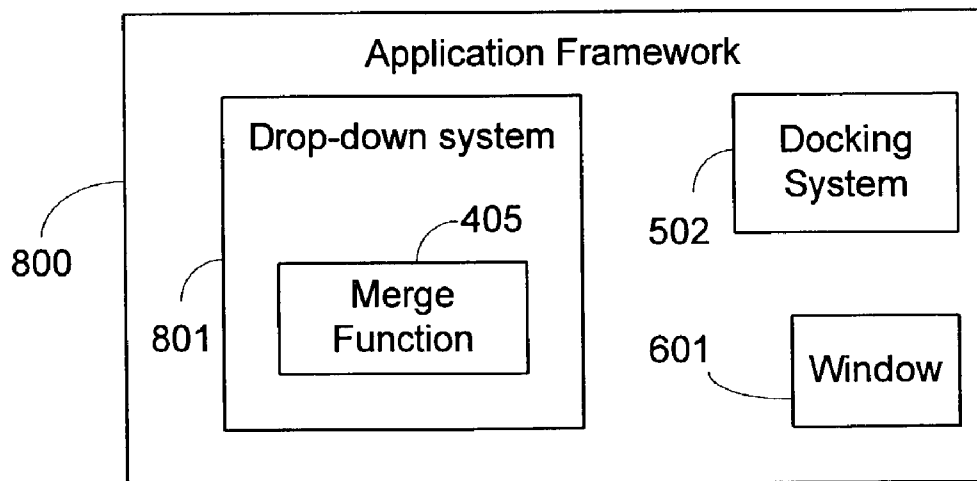 Application Framework
Drop-down system
Docking
System
405
502
800
Merge
Function
801
601
Window